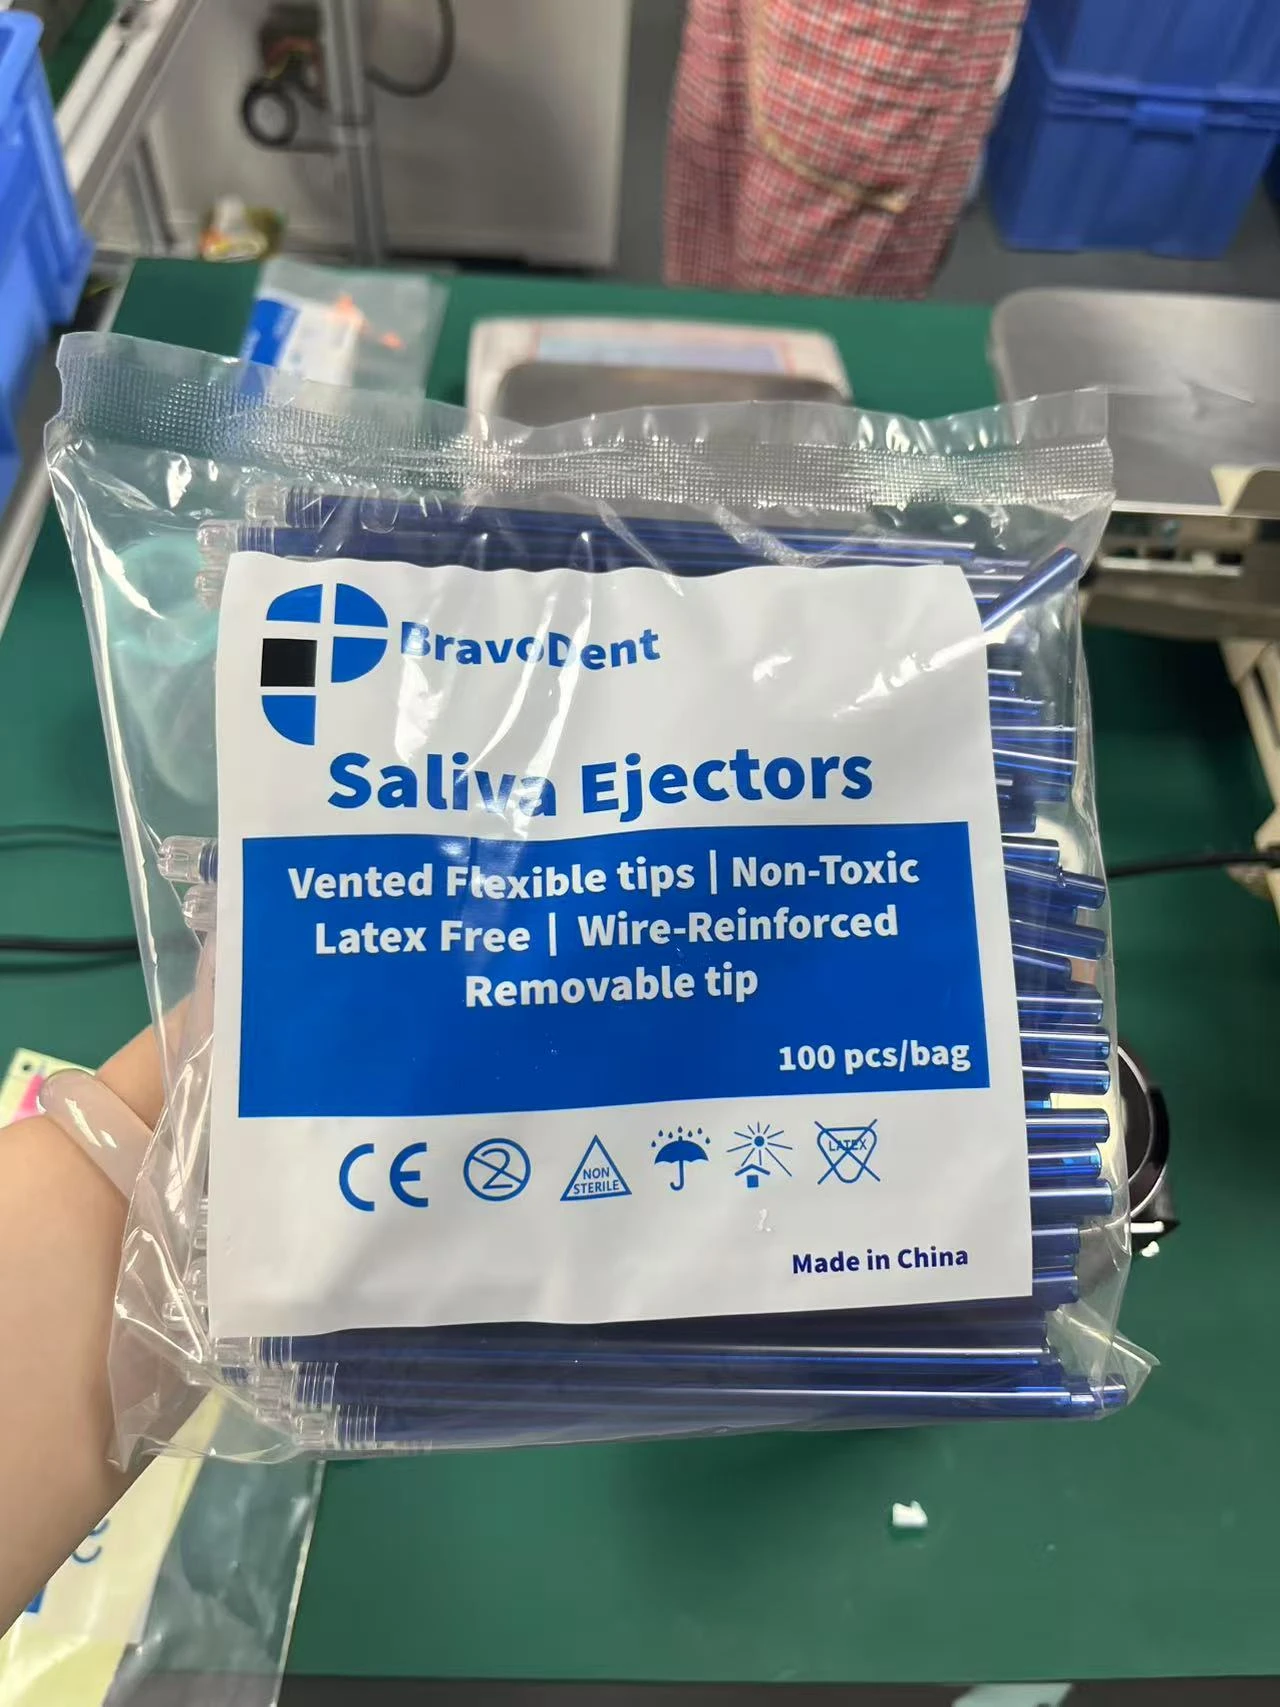 BravoDent
Saliva Ejectors
Vented Flexible tips | Non-Toxic
Latex Free | Wire-Reinforced
Removable tip
100 pcs/bag
CE
2
NON
STERILE
LATEX
Made in China